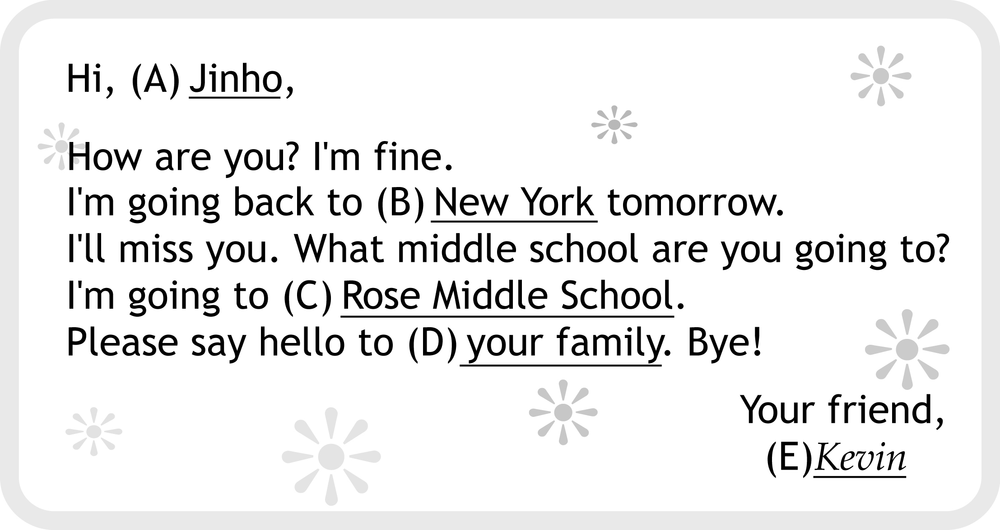 Hi, (A) Jinho,
How are you? I'm fine.
I'm going back to (B) New York tomorrow.
I'll miss you. What middle school are you going to?
I'm going to (C) Rose Middle School.
Please say hello to (D) your family. Bye!
Your friend,
(E) Kevin